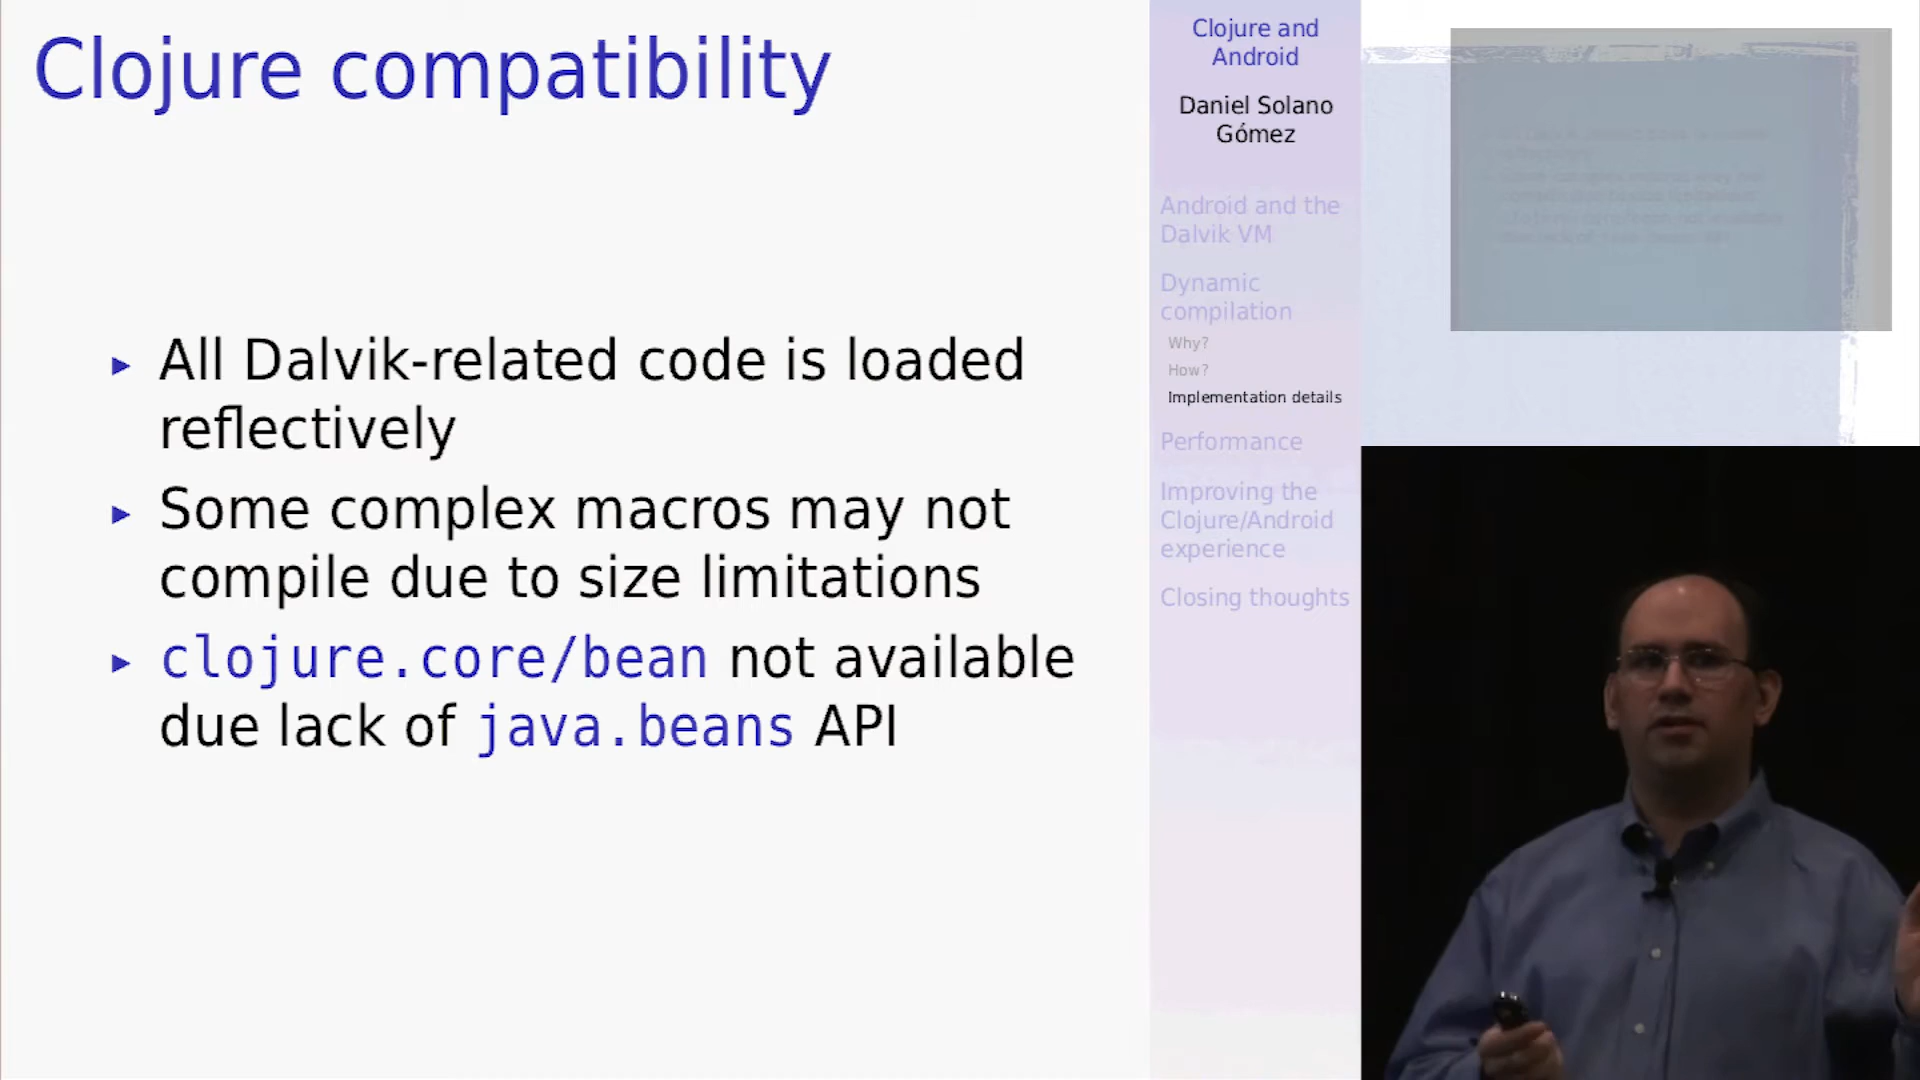 Clojure compatibility
▸ All Dalvik-related code is loaded
reflectively
▸ Some complex macros may not
compile due to size limitations
▸ clojure.core/bean not available
due lack of java.beans API
Clojure and
Android
Daniel Solano
Gómez
Android and the
Dalvik VM
Dynamic
compilation
Why?
How?
Implementation details
Performance
Improving the
Clojure/Android
experience
Closing thoughts